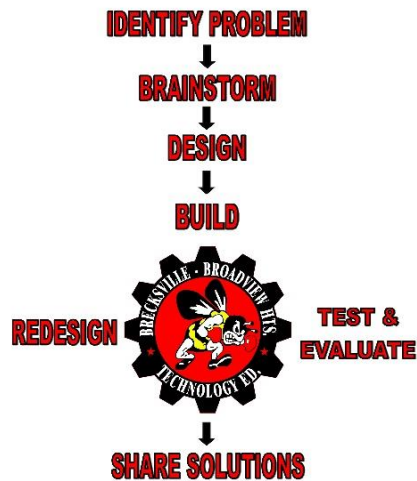 IDENTIFY PROBLEM
BRAINSTORM
DESIGN
BUILD
BRECKSVILLE - BROADVIEW HTS.
TECHNOLOGY ED.
REDESIGN
TEST &
EVALUATE
SHARE SOLUTIONS